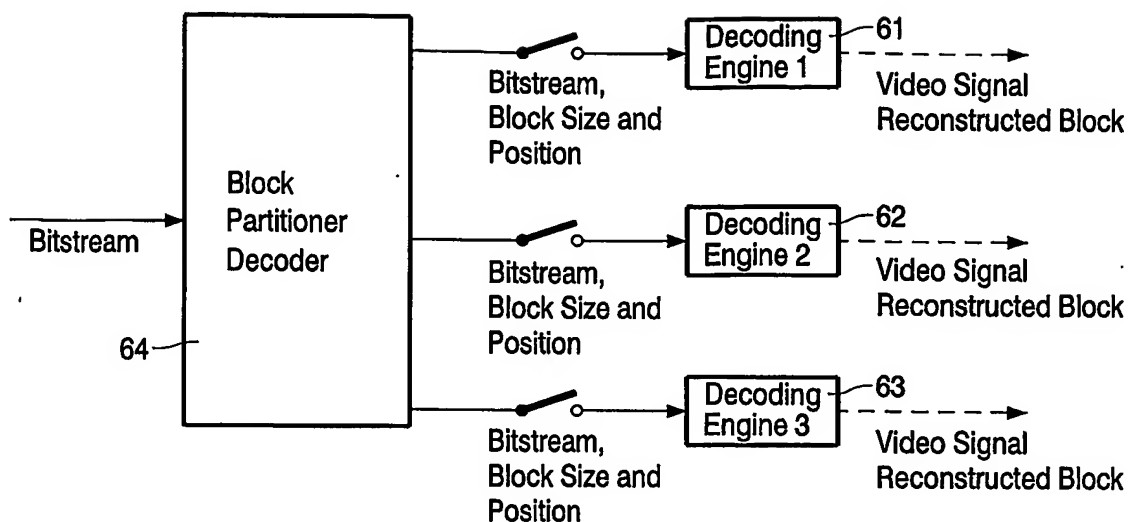 Bitstream
Block
Partitioner
Decoder
64
Bitstream,
Block Size and
Position
Decoding
Engine 1
61
Video Signal
Reconstructed Block
Bitstream,
Block Size and
Position
Decoding
Engine 2
62
Video Signal
Reconstructed Block
Bitstream,
Block Size and
Position
Decoding
Engine 3
63
Video Signal
Reconstructed Block